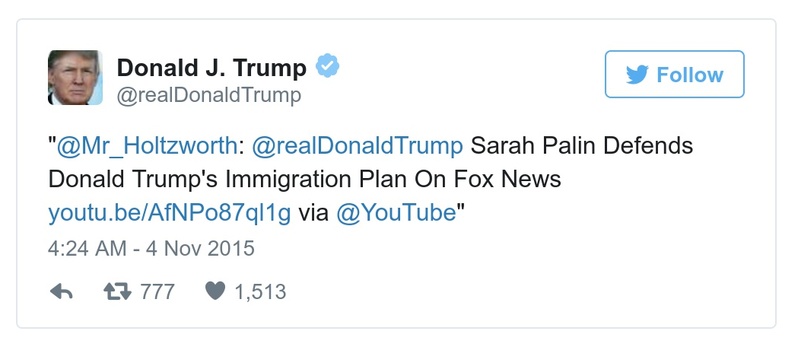 Donald J. Trump
@realDonaldTrump
Follow
"@Mr_Holtzworth: @realDonaldTrump Sarah Palin Defends
Donald Trump's Immigration Plan On Fox News
youtu.be/AfNPo87ql1g via @YouTube"
4:24 AM - 4 Nov 2015
777 1,513